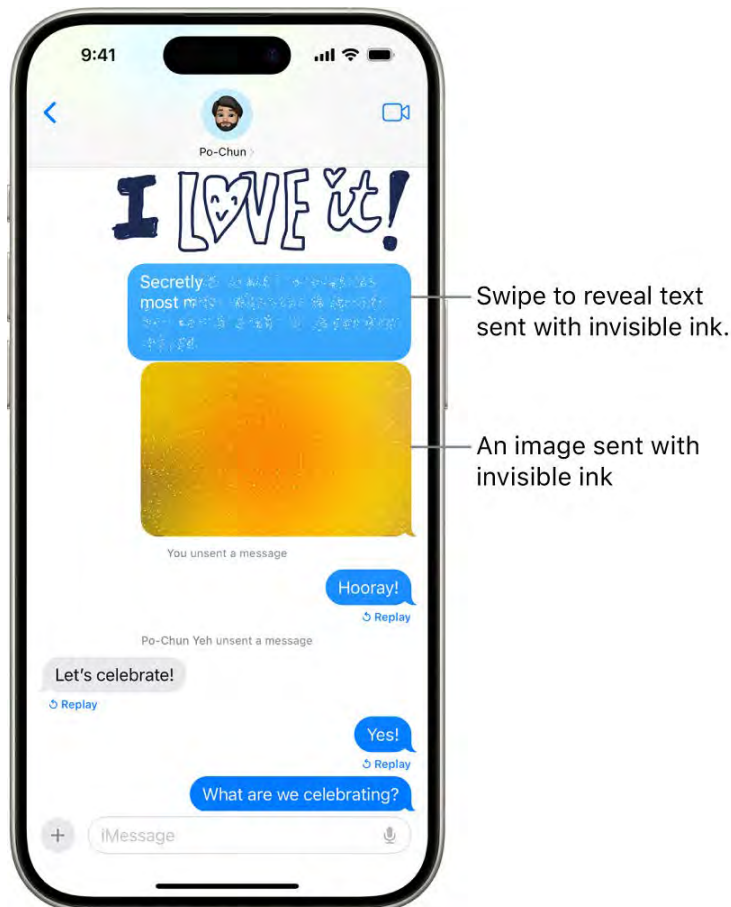 9:41
Po-Chun
I LOVE it!
Secretly
most
Swipe to reveal text
sent with invisible ink.
An image sent with
invisible ink
You unsent a message
Hooray!
Replay
Po-Chun Yeh unsent a message
Let's celebrate!
Replay
Yes!
Replay
What are we celebrating?
iMessage